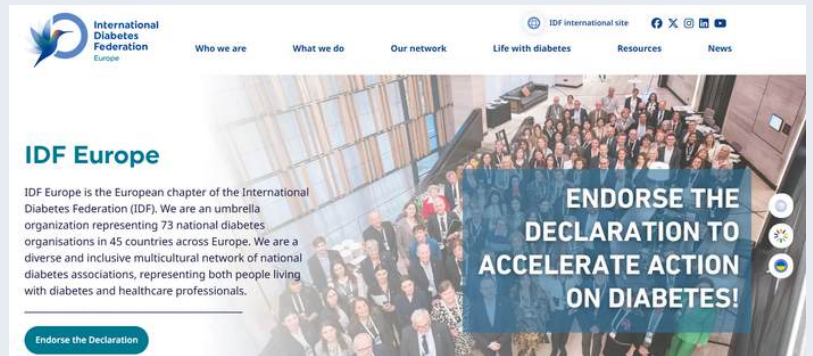 International
Diabetes
Federation
Europe
IDF international site
Who we are
What we do
Our network
Life with diabetes
Resources
News
IDF Europe
IDF Europe is the European chapter of the International
Diabetes Federation (IDF). We are an umbrella
organization representing 73 national diabetes
organisations in 45 countries across Europe. We are a
diverse and inclusive multicultural network of national
diabetes associations, representing both people living
with diabetes and healthcare professionals.
Endorse the Declaration
ENDORSE THE
DECLARATION TO
ACCELERATE ACTION
ON DIABETES!